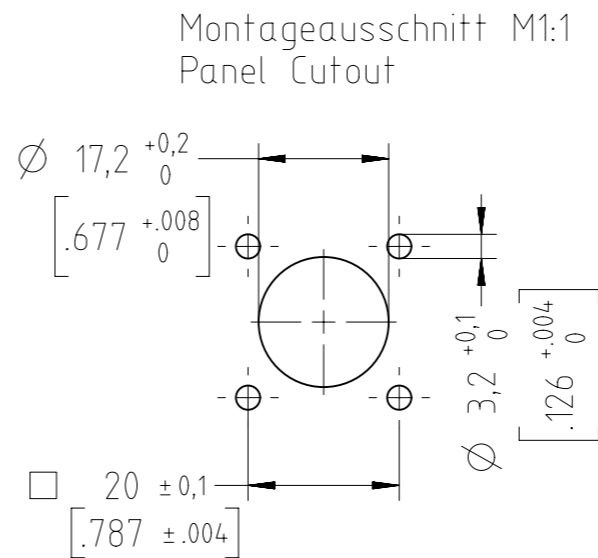 Montageausschnitt M1:1
Panel Cutout
Ø 17,2 +0,2 0
[.677 +.008 0]
Ø 3,2 +0,1 0
[.126 +.004 0]
□ 20 ±0,1
[.787 ±.004]